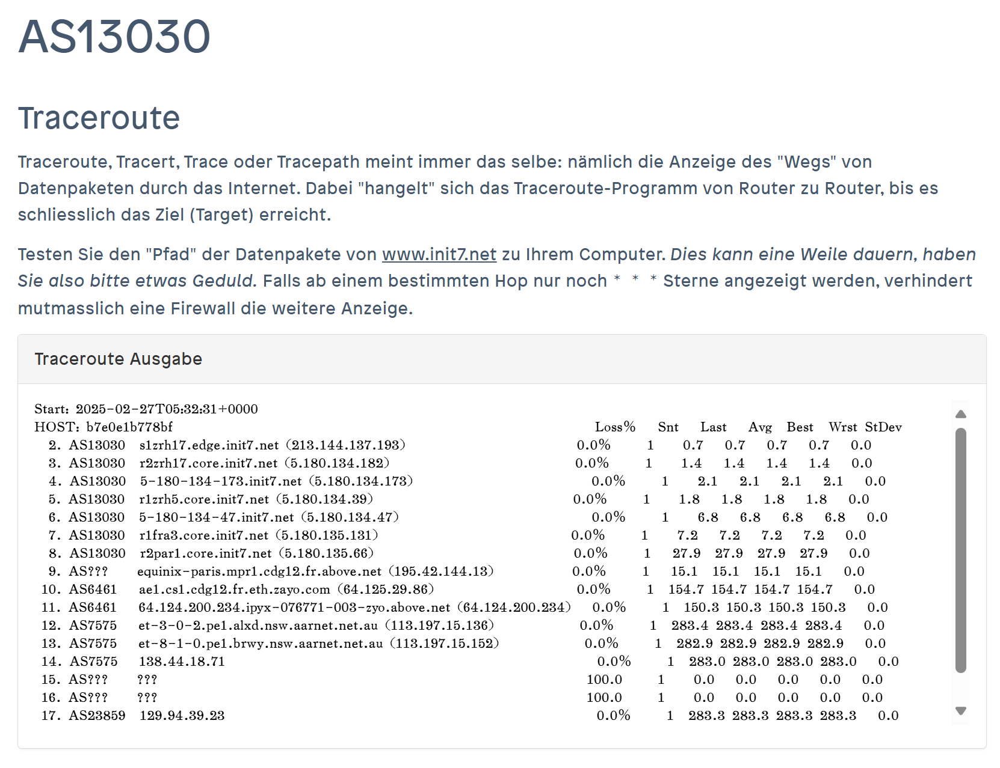 AS13030
Traceroute
Traceroute, Tracert, Trace oder Tracepath meint immer das selbe: nämlich die Anzeige des "Wegs" von
Datenpaketen durch das Internet. Dabei "hangelt" sich das Traceroute-Programm von Router zu Router, bis es
schliesslich das Ziel (Target) erreicht.
Testen Sie den "Pfad" der Datenpakete von www.init7.net zu Ihrem Computer. Dies kann eine Weile dauern, haben
Sie also bitte etwas Geduld. Falls ab einem bestimmten Hop nur noch * * * Sterne angezeigt werden, verhindert
mutmasslich eine Firewall die weitere Anzeige.
Traceroute Ausgabe
Start: 2025-02-27T05:32:31+0000
HOST: b7e0e1b778bf Loss% Snt Last Avg Best Wrst StDev
2. AS13030 s1zrh17.edge.init7.net (213.144.137.193) 0.0% 1 0.7 0.7 0.7 0.7 0.0
3. AS13030 r2zrh17.core.init7.net (5.180.134.182) 0.0% 1 1.4 1.4 1.4 1.4 0.0
4. AS13030 5-180-134-173.init7.net (5.180.134.173) 0.0% 1 2.1 2.1 2.1 2.1 0.0
5. AS13030 r1zrh5.core.init7.net (5.180.134.39) 0.0% 1 1.8 1.8 1.8 1.8 0.0
6. AS13030 5-180-134-47.init7.net (5.180.134.47) 0.0% 1 6.8 6.8 6.8 6.8 0.0
7. AS13030 r1fra3.core.init7.net (5.180.135.131) 0.0% 1 7.2 7.2 7.2 7.2 0.0
8. AS13030 r2par1.core.init7.net (5.180.135.66) 0.0% 1 27.9 27.9 27.9 27.9 0.0
9. AS??? equinix-paris.mpr1.cdg12.fr.above.net (195.42.144.13) 0.0% 1 15.1 15.1 15.1 15.1 0.0
10. AS6461 ae1.cs1.cdg12.fr.eth.zayo.com (64.125.29.86) 0.0% 1 154.7 154.7 154.7 154.7 0.0
11. AS6461 64.124.200.234.ipyx-076771-003-zyo.above.net (64.124.200.234) 0.0% 1 150.3 150.3 150.3 150.3 0.0
12. AS7575 et-3-0-2.pe1.alxd.nsw.aarnet.net.au (113.197.15.136) 0.0% 1 283.4 283.4 283.4 283.4 0.0
13. AS7575 et-8-1-0.pe1.brwy.nsw.aarnet.net.au (113.197.15.152) 0.0% 1 282.9 282.9 282.9 282.9 0.0
14. AS7575 138.44.18.71 0.0% 1 283.0 283.0 283.0 283.0 0.0
15. AS??? ??? 100.0 1 0.0 0.0 0.0 0.0 0.0
16. AS??? ??? 100.0 1 0.0 0.0 0.0 0.0 0.0
17. AS23859 129.94.39.23 0.0% 1 283.3 283.3 283.3 283.3 0.0